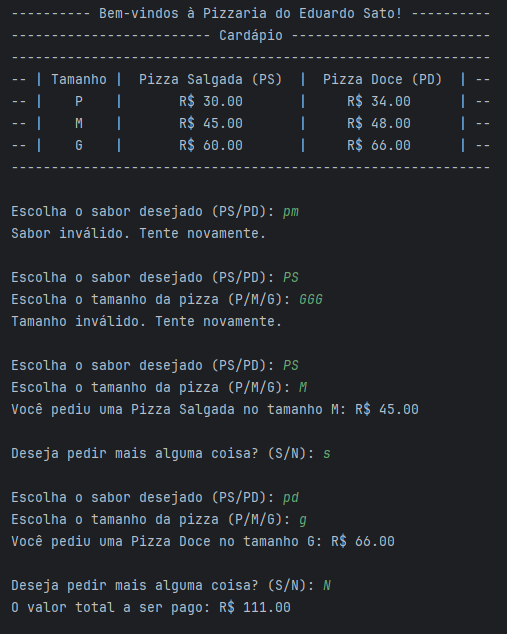 ---------- Bem-vindos à Pizzaria do Eduardo Sato! ----------
------------------------- Cardápio -------------------------
------------------------------------------------------------
-- | Tamanho |  Pizza Salgada (PS)  |  Pizza Doce (PD)  | --
-- |    P    |       R$ 30.00       |     R$ 34.00      | --
-- |    M    |       R$ 45.00       |     R$ 48.00      | --
-- |    G    |       R$ 60.00       |     R$ 66.00      | --
------------------------------------------------------------
Escolha o sabor desejado (PS/PD): pm
Sabor inválido. Tente novamente.
Escolha o sabor desejado (PS/PD): PS
Escolha o tamanho da pizza (P/M/G): GGG
Tamanho inválido. Tente novamente.
Escolha o sabor desejado (PS/PD): PS
Escolha o tamanho da pizza (P/M/G): M
Você pediu uma Pizza Salgada no tamanho M: R$ 45.00
Deseja pedir mais alguma coisa? (S/N): s
Escolha o sabor desejado (PS/PD): pd
Escolha o tamanho da pizza (P/M/G): g
Você pediu uma Pizza Doce no tamanho G: R$ 66.00
Deseja pedir mais alguma coisa? (S/N): N
O valor total a ser pago: R$ 111.00